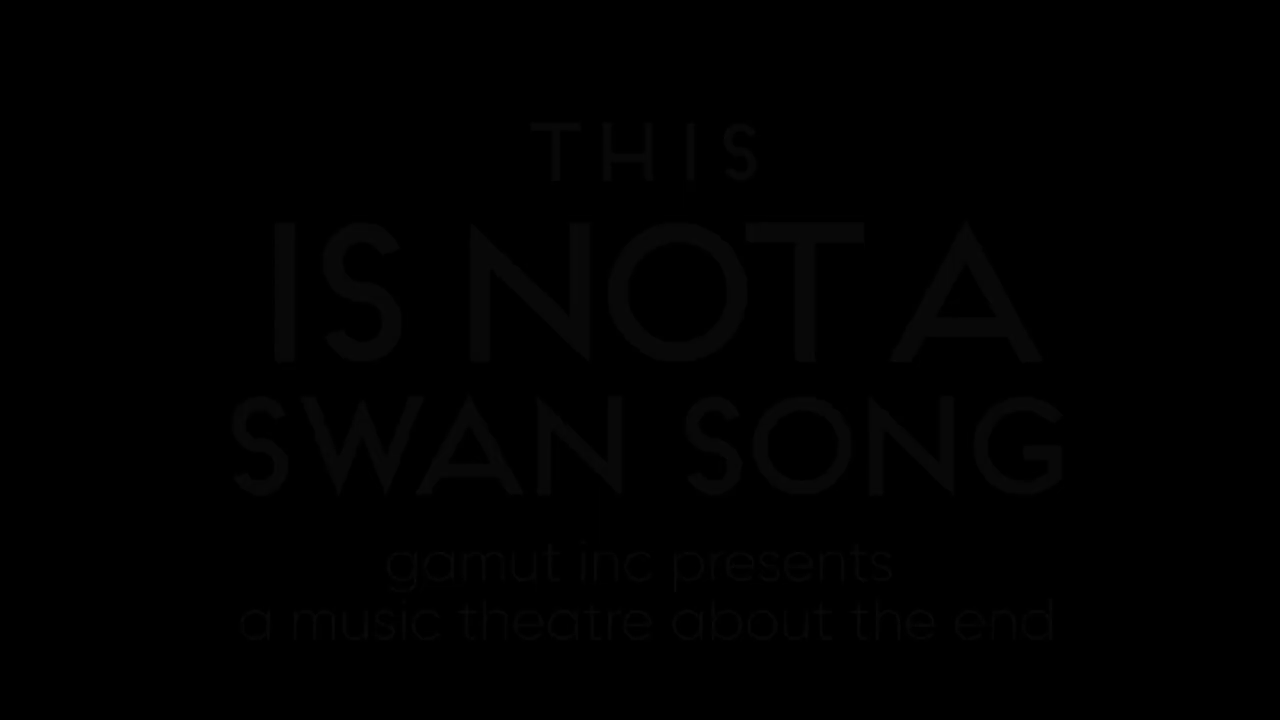 THIS
IS NOT A
SWAN SONG
gamut inc presents
a music theatre about the end